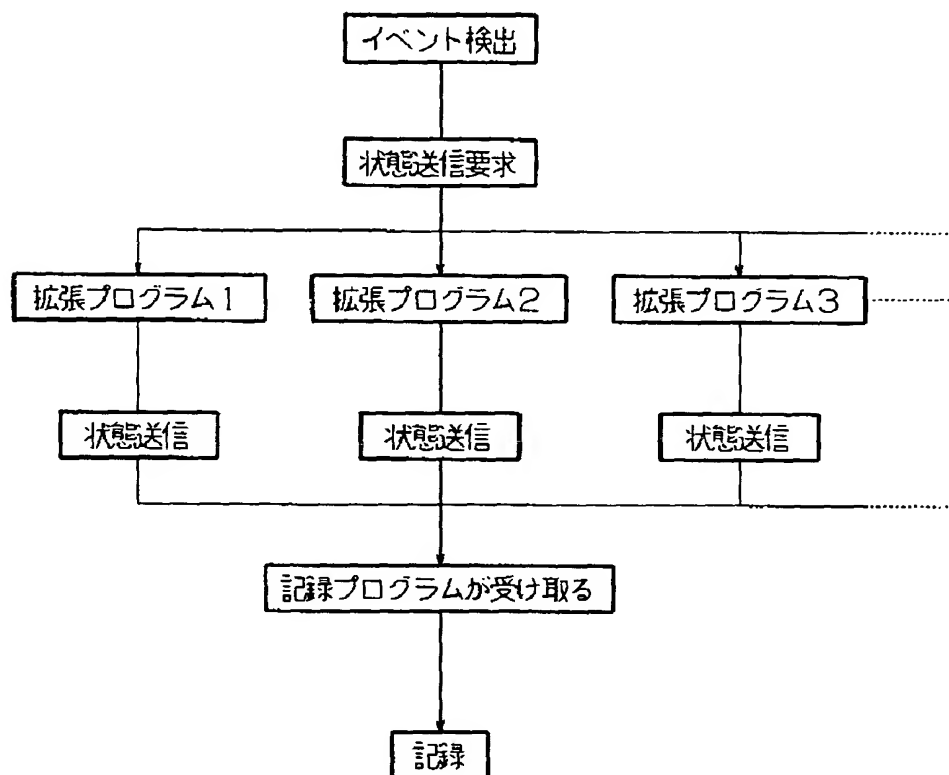 イベント検出
状態送信要求
拡張プログラム1
拡張プログラム2
拡張プログラム3
状態送信
状態送信
状態送信
記録プログラムが受け取る
記録